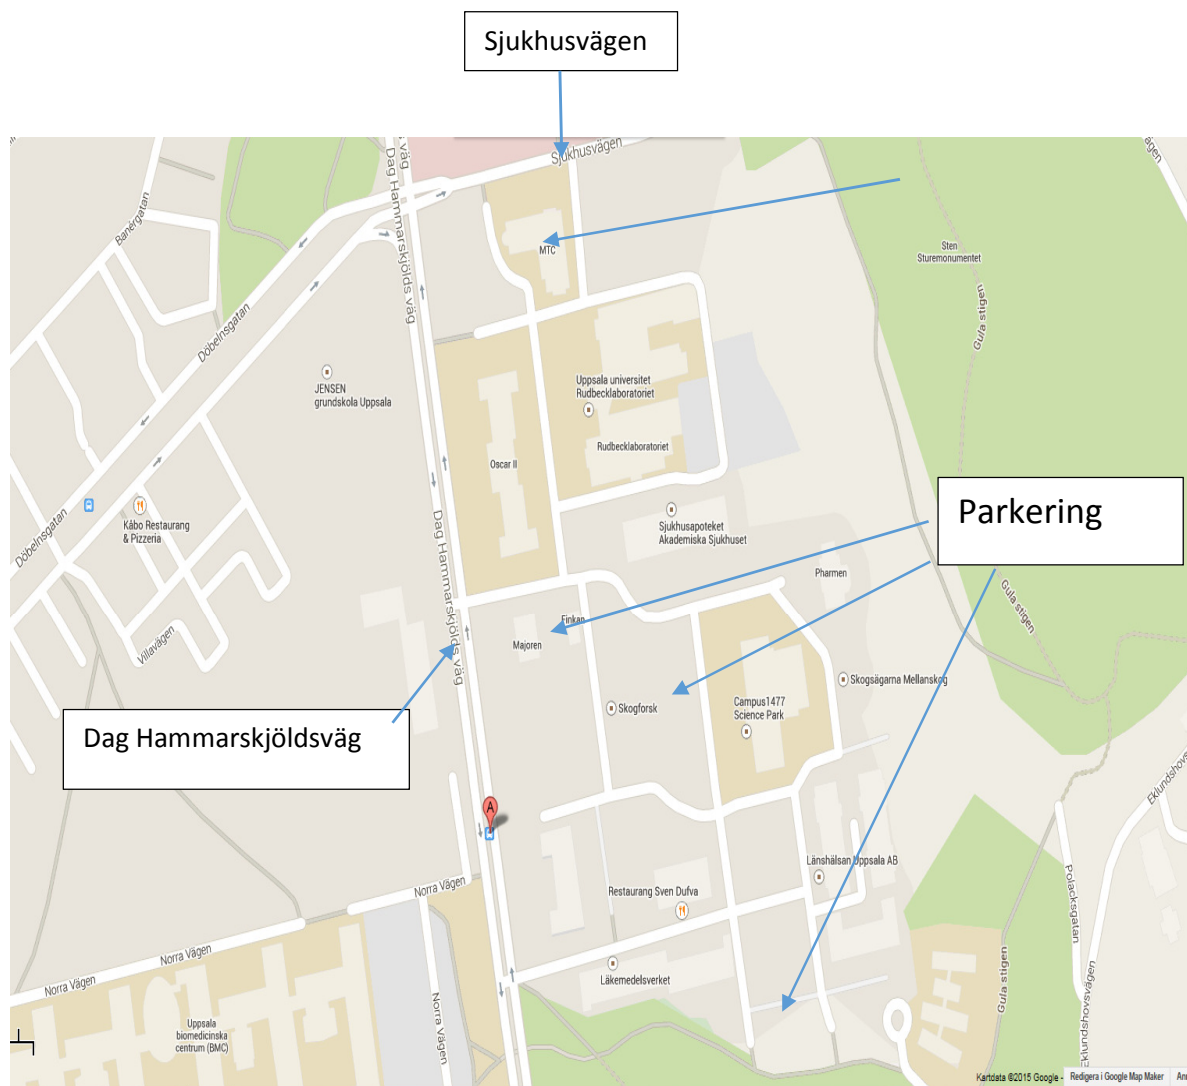 Sjukhusvägen
väg
Sjukhusvägen
Dag Hammarskjölds väg
Banérgatan
MTC
Sten
Sturemonumentet
Gula stigen
Döbelnsgatan
JENSEN
grundskola Uppsala
Uppsala universitet
Rudbecklaboratoriet
Rudbecklaboratoriet
Oscar II
Kåbo Restaurang
& Pizzeria
Döbelnsgatan
Dag Hammarskjölds väg
Sjukhusapoteket
Akademiska Sjukhuset
Parkering
Pharmen
Gula stigen
Villavägen
Finkan
Majoren
Skogsägarna Mellanskog
Skogforsk
Campus1477
Science Park
Dag Hammarskjöldsväg
A
Eklundshovsvägen
Länshälsan Uppsala AB
Polacksgatan
Norra Vägen
Restaurang Sven Dufva
Norra Vägen
Norra Vägen
Läkemedelsverket
Gula stigen
Eklundshovsvägen
Norra Vägen
Uppsala
biomedicinska
centrum (BMC)
Kartdata ©2015 Google -
Redigera i Google Map Maker